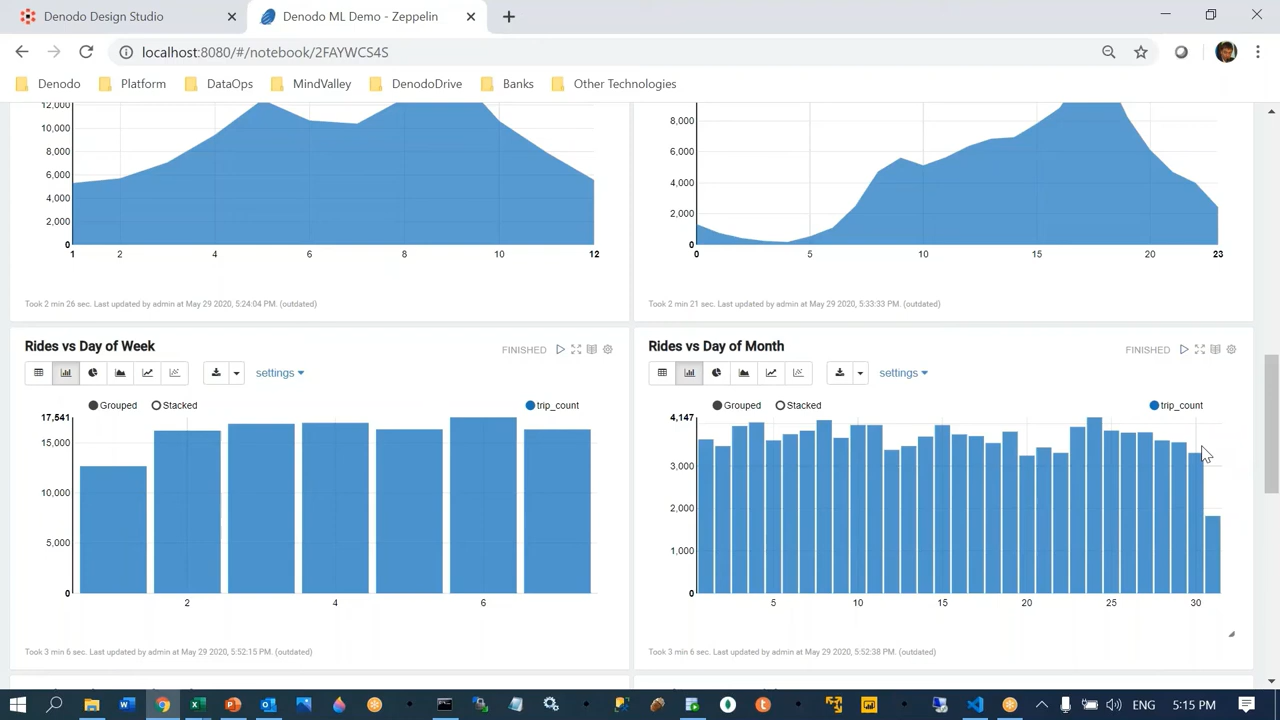 Denodo Design Studio
Denodo ML Demo - Zeppelin
localhost:8080/#/notebook/2FAYWCS4S
Denodo Platform DataOps MindValley DenodoDrive Banks Other Technologies
12,000
10,000
8,000
6,000
4,000
2,000
0
1 2 4 6 8 10 12
Took 2 min 26 sec. Last updated by admin at May 29 2020, 5:24:04 PM. (outdated)
8,000
6,000
4,000
2,000
0
0 5 10 15 20 23
Took 2 min 21 sec. Last updated by admin at May 29 2020, 5:33:33 PM. (outdated)
Rides vs Day of Week
FINISHED
settings
Grouped Stacked trip_count
17,541
15,000
10,000
5,000
0
2 4 6
Took 3 min 6 sec. Last updated by admin at May 29 2020, 5:52:15 PM. (outdated)
Rides vs Day of Month
FINISHED
settings
Grouped Stacked trip_count
4,147
3,000
2,000
1,000
0
5 10 15 20 25 30
Took 3 min 6 sec. Last updated by admin at May 29 2020, 5:52:38 PM. (outdated)
ENG 5:15 PM